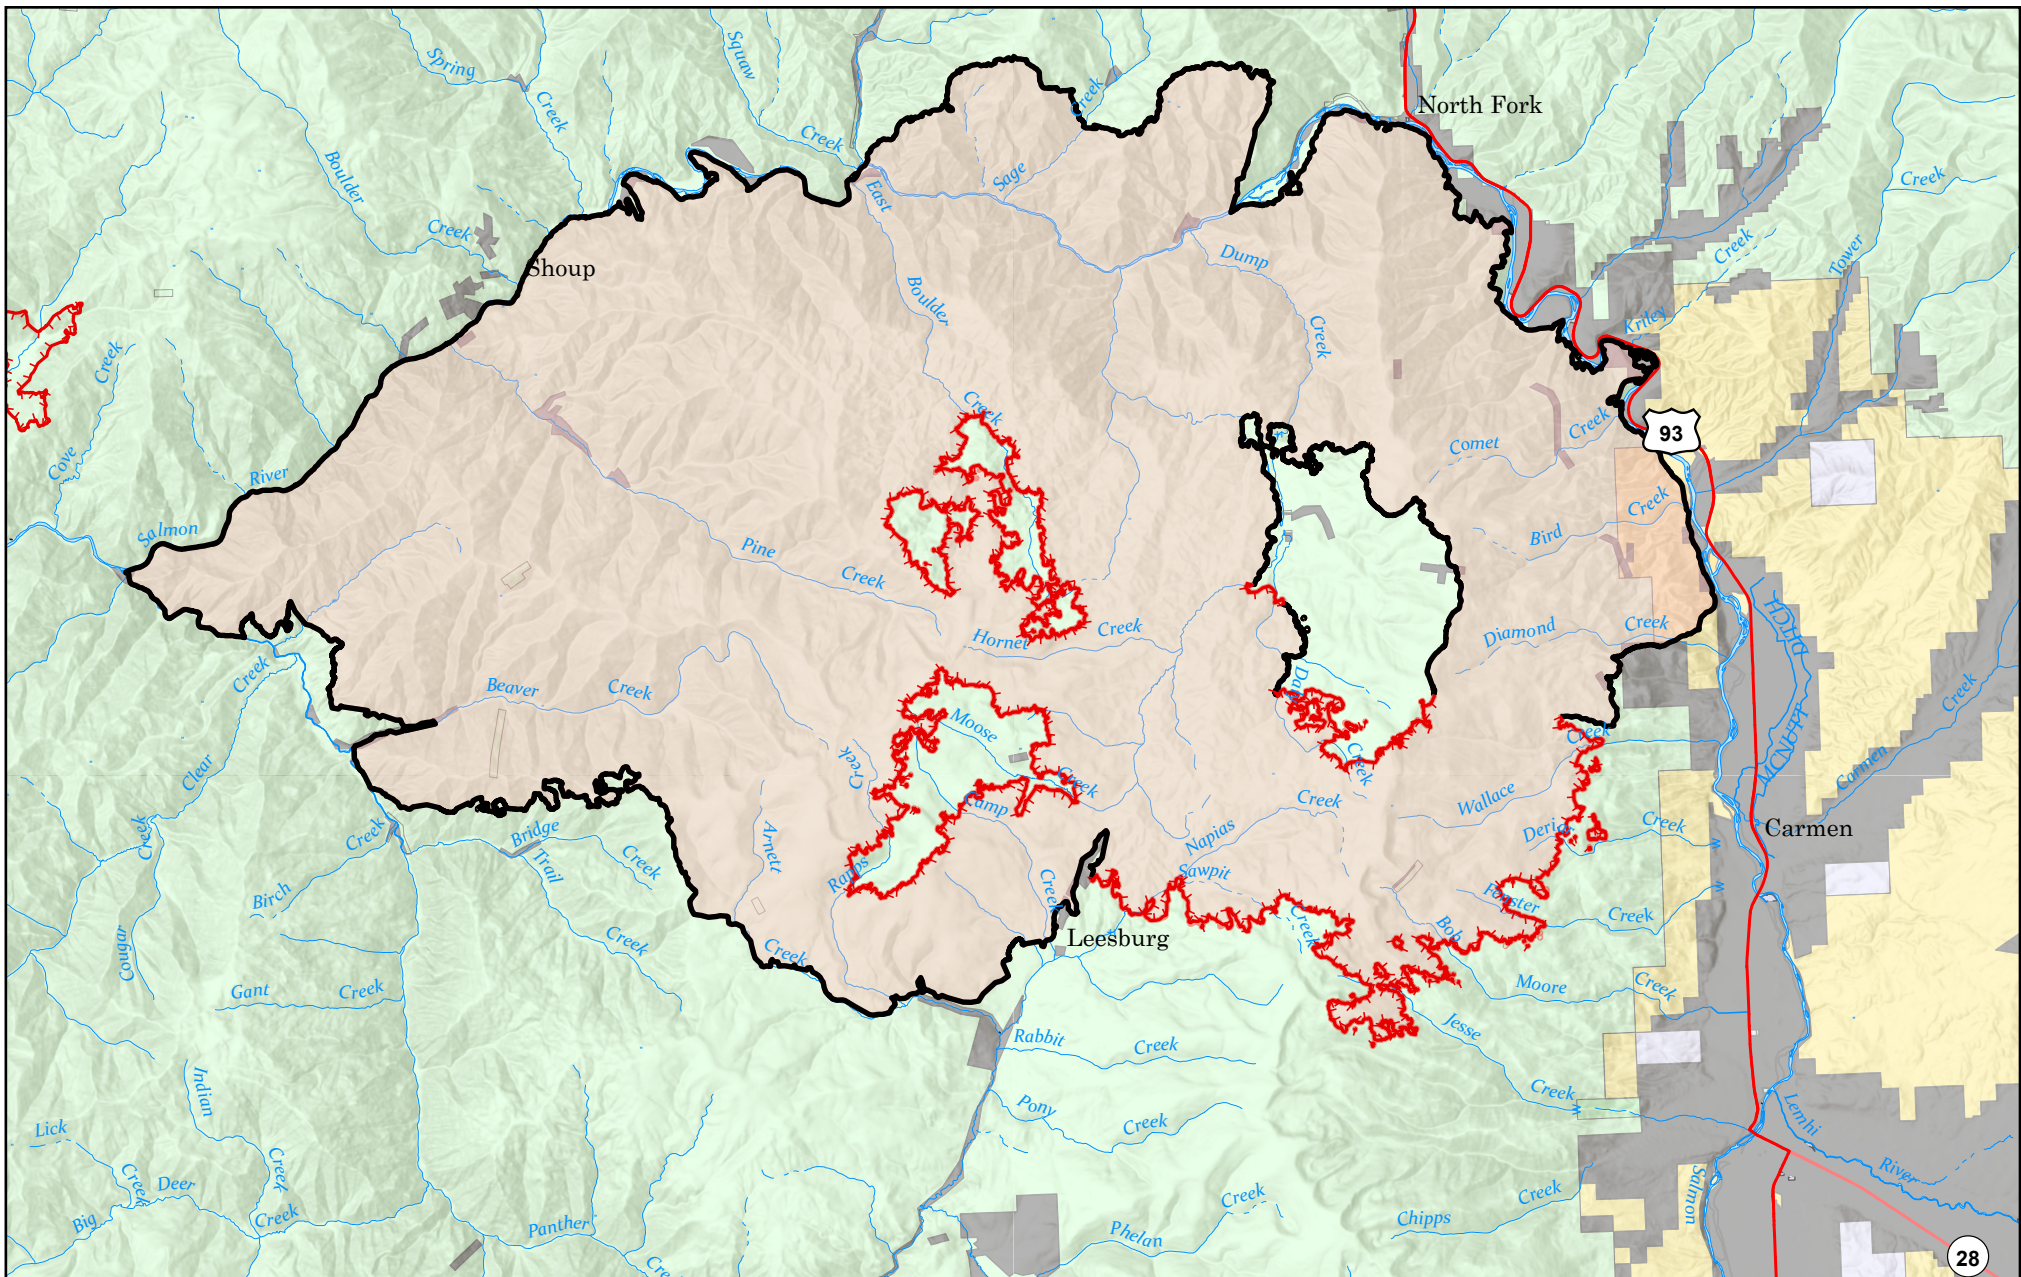 Spring
Creek
Squaw
Creek
Creek
North Fork
Boulder
Creek
Shoup
East
Boulder
Creek
Sage
Dump
Creek
Creek
Creek
Tower
Kriley
Creek
Cove
River
Salmon
93
Comet
Creek
Bird
Creek
Pine
Creek
Hornet
Creek
Diamond
Creek
DITCH
MCNINCH
Creek
Carmen
Carmen
Beaver
Creek
Creek
Clear
Creek
Cougar
Birch
Creek
Bridge
Creek
Trail
Creek
Arnett
Creek
Creek
Moose
Creek
Camp
Creek
Rapps
Daly
Creek
Creek
Napias
Sawpit
Creek
Wallace
Creek
Deriar
Creek
Fenster
Creek
Bob
Moore
Creek
Jesse
Creek
Leesburg
Gant
Creek
Rabbit
Creek
Pony
Creek
Indian
Creek
Lick
Creek
Big
Deer
Creek
Panther
Phelan
Creek
Chipps
Creek
Salmon
Lemhi
River
28